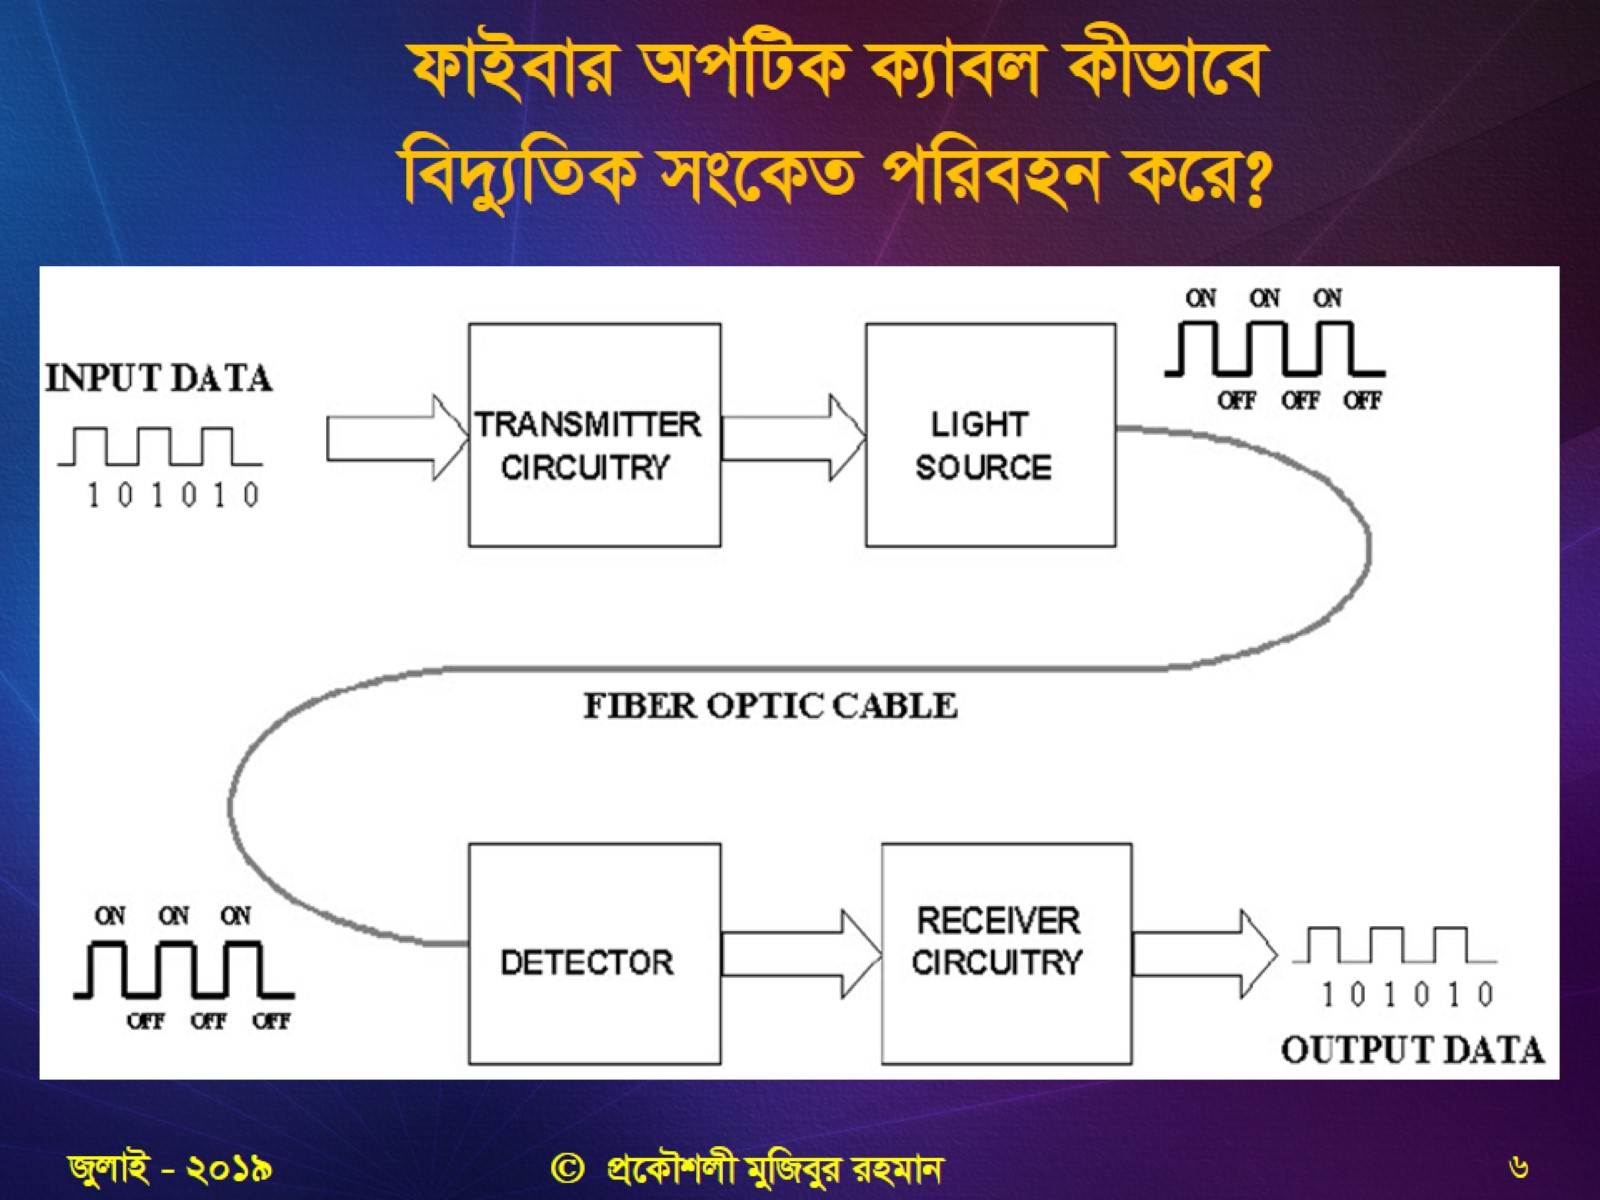 ফাইবার অপটিক ক্যাবল কীভাবে
বিদ্যুতিক সংকেত পরিবহন করে?
ON ON ON
OFF OFF OFF
INPUT DATA
1 0 1 0 1 0
TRANSMITTER
CIRCUITRY
LIGHT
SOURCE
FIBER OPTIC CABLE
ON ON ON
OFF OFF OFF
DETECTOR
RECEIVER
CIRCUITRY
1 0 1 0 1 0
OUTPUT DATA
জুলাই - ২০১৯
© প্রকৌশলী মুজিবুর রহমান
৬